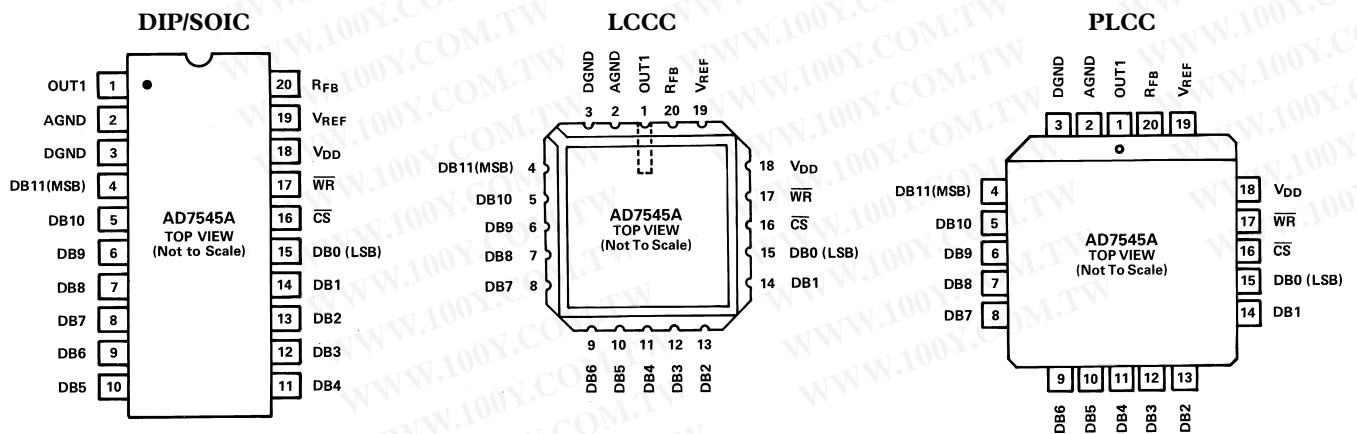 DIP/SOIC
OUT1 1
AGND 2
DGND 3
DB11(MSB) 4
DB10 5
DB9 6
DB8 7
DB7 8
DB6 9
DB5 10
20 RFB
19 VREF
18 VDD
17 WR
16 CS
15 DB0 (LSB)
14 DB1
13 DB2
12 DB3
11 DB4
AD7545A
TOP VIEW
(Not to Scale)
LCCC
DGND AGND OUT1 RFB VREF
3 2 1 20 19
DB11(MSB) 4
DB10 5
DB9 6
DB8 7
DB7 8
18 VDD
17 WR
16 CS
15 DB0 (LSB)
14 DB1
AD7545A
TOP VIEW
(Not To Scale)
9 10 11 12 13
DB6 DB5 DB4 DB3 DB2
PLCC
DGND AGND OUT1 RFB VREF
3 2 1 20 19
DB11(MSB) 4
DB10 5
DB9 6
DB8 7
DB7 8
18 VDD
17 WR
16 CS
15 DB0 (LSB)
14 DB1
AD7545A
TOP VIEW
(Not To Scale)
9 10 11 12 13
DB6 DB5 DB4 DB3 DB2
WWW.100Y.COM.TW